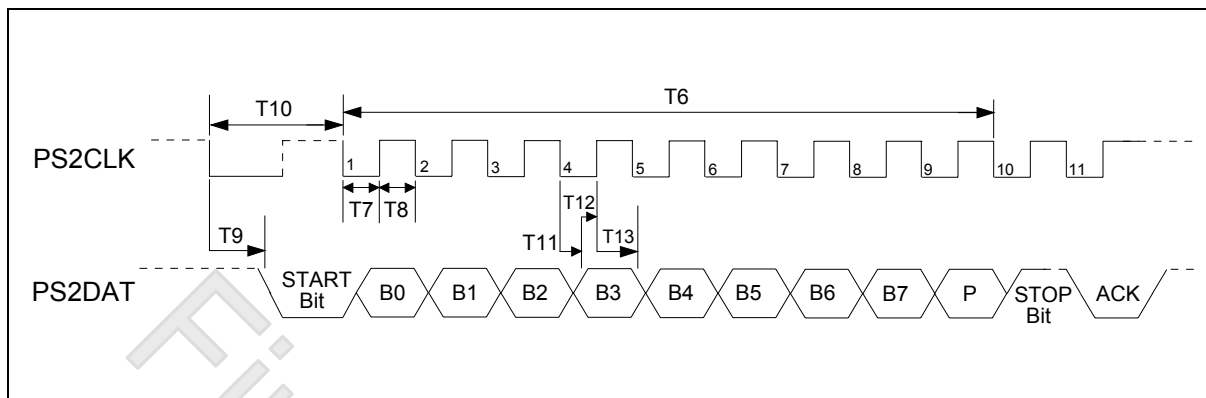 T10
T6
PS2CLK
1 2 3 4 5 6 7 8 9 10 11
T7 T8
T12
T9
T11
T13
PS2DAT
START
Bit
B0 B1 B2 B3 B4 B5 B6 B7 P
STOP
Bit
ACK